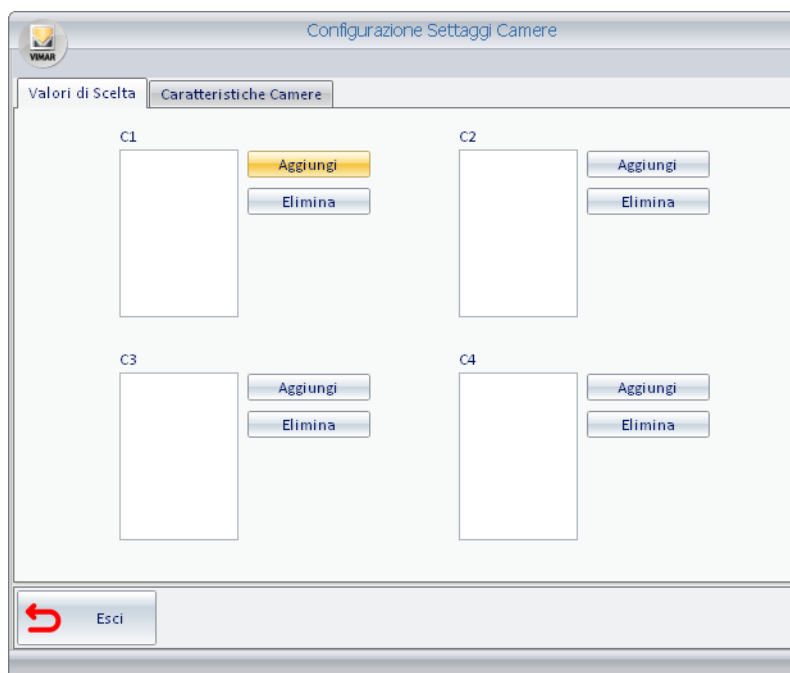 Configurazione Settaggi Camere
VIMAR
Valori di Scelta
Caratteristiche Camere
C1
C2
Aggiungi
Aggiungi
Elimina
Elimina
C3
C4
Aggiungi
Aggiungi
Elimina
Elimina
Esci